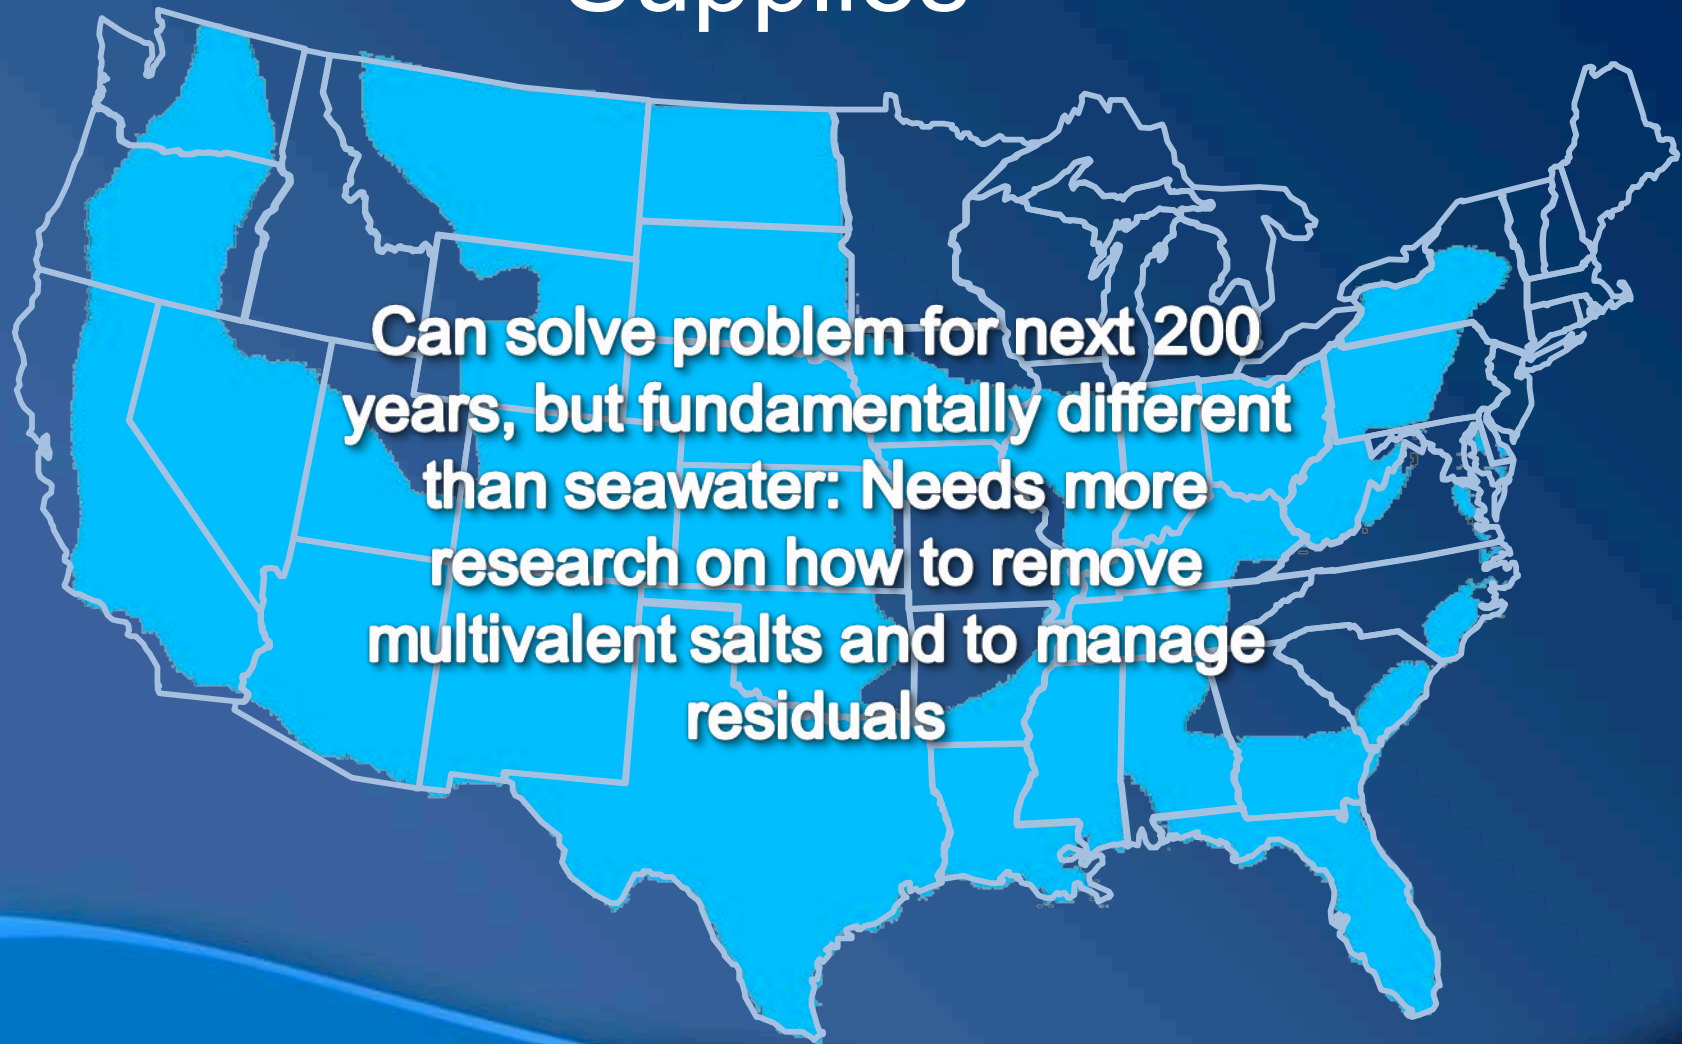 Supplies
Can solve problem for next 200
years, but fundamentally different
than seawater: Needs more
research on how to remove
multivalent salts and to manage
residuals